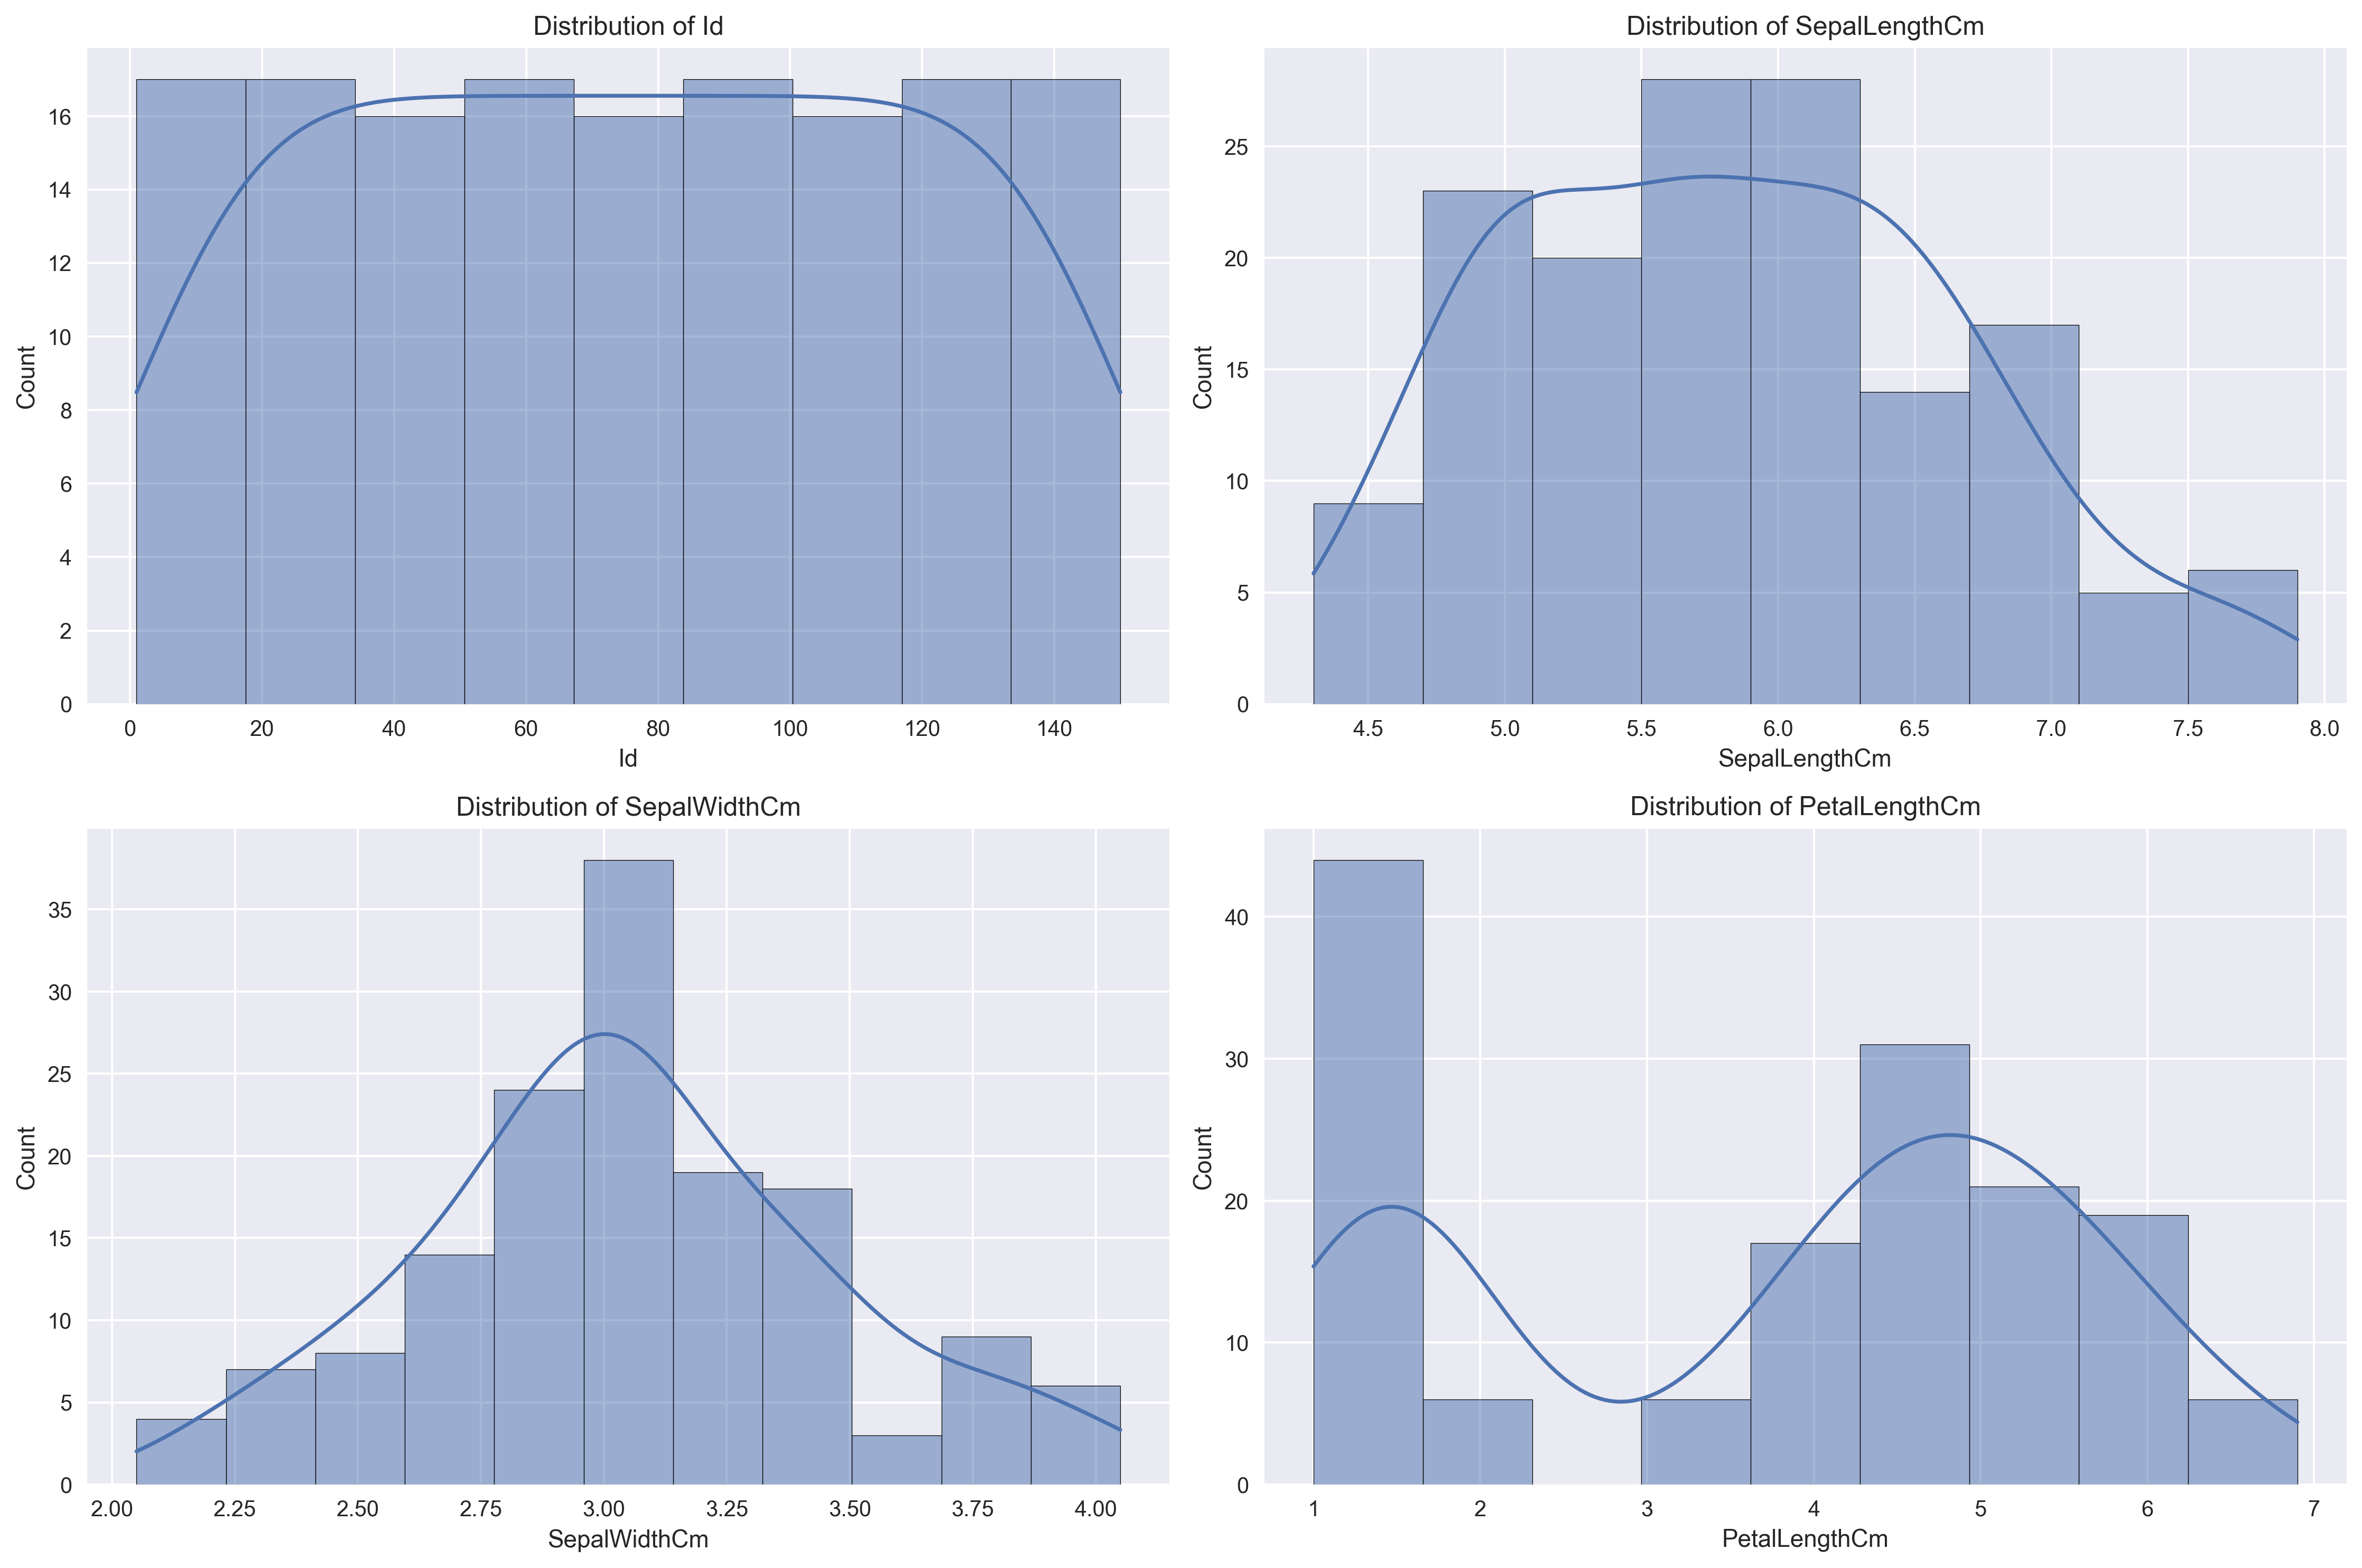 Distribution of Id
Count
16
14
12
10
8
6
4
2
0
0 20 40 60 80 100 120 140
Id
Distribution of SepalLengthCm
Count
25
20
15
10
5
0
4.5 5.0 5.5 6.0 6.5 7.0 7.5 8.0
SepalLengthCm
Distribution of SepalWidthCm
Count
35
30
25
20
15
10
5
0
2.00 2.25 2.50 2.75 3.00 3.25 3.50 3.75 4.00
SepalWidthCm
Distribution of PetalLengthCm
Count
40
30
20
10
0
1 2 3 4 5 6 7
PetalLengthCm